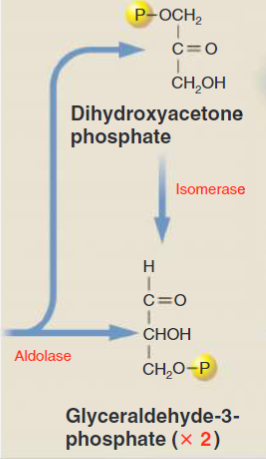 P-OCH₂
C=O
CH₂OH
Dihydroxyacetone
phosphate
Isomerase
H
C=O
CHOH
CH₂O-P
Aldolase
Glyceraldehyde-3-
phosphate (× 2)